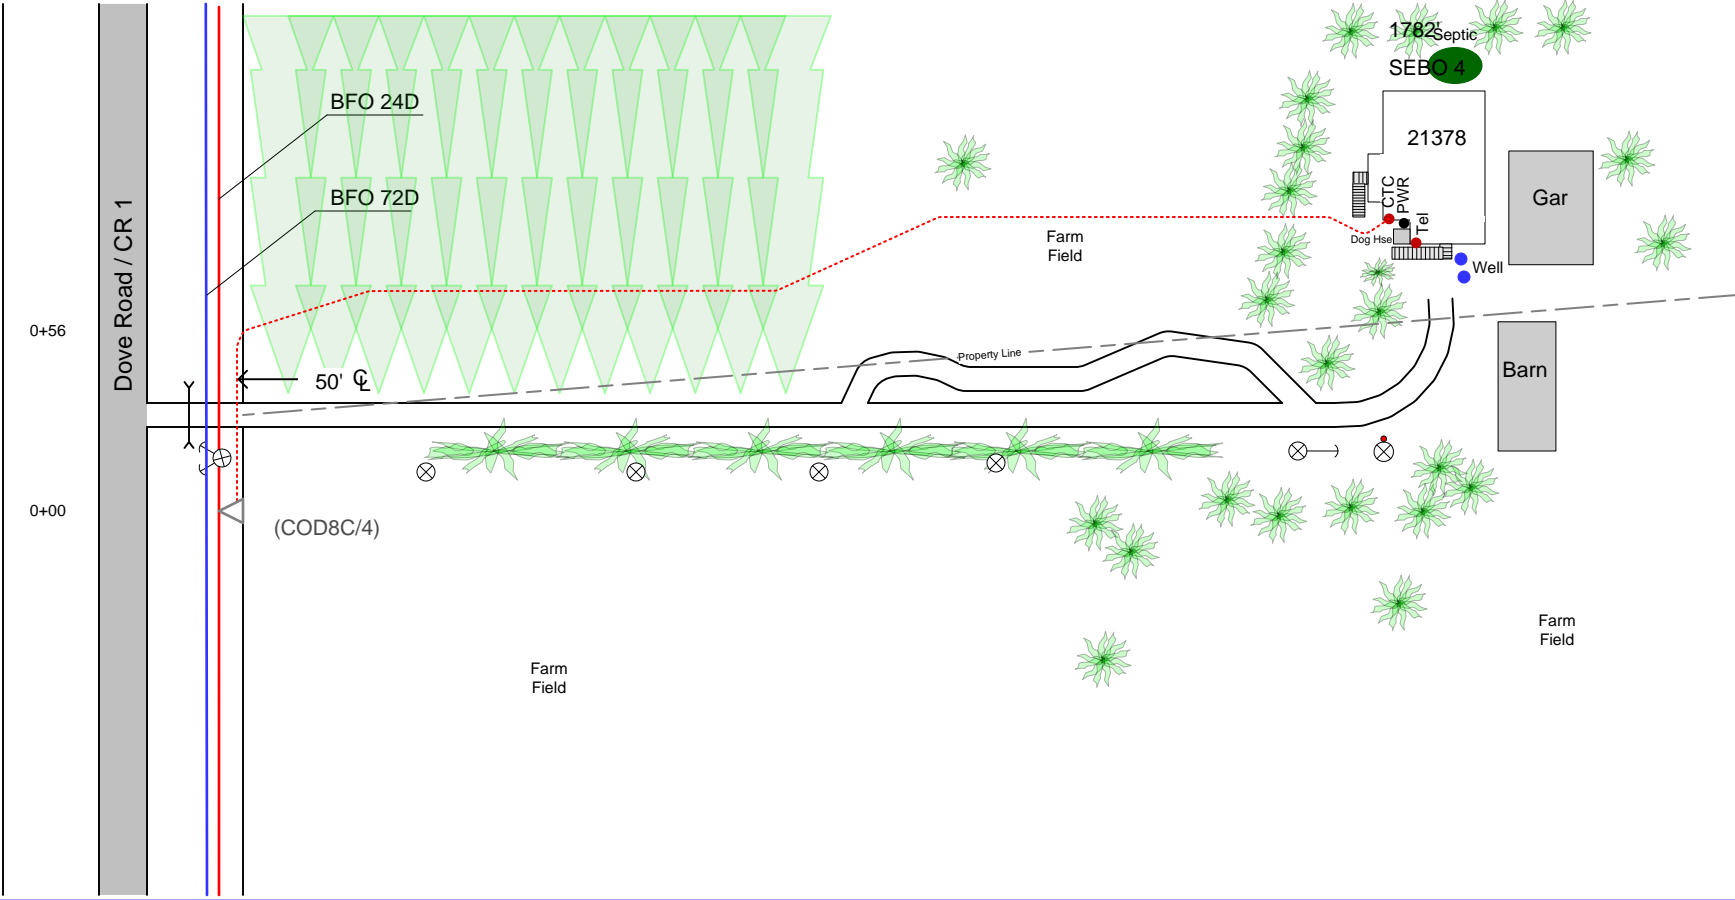 1782'
Septic
SEBO 4
BFO 24D
21378
BFO 72D
CTC
PWR
Tel
Gar
Dove Road / CR 1
Farm
Field
Dog Hse
Well
0+56
Property Line
50' ℄
Barn
0+00
(COD8C/4)
Farm
Field
Farm
Field